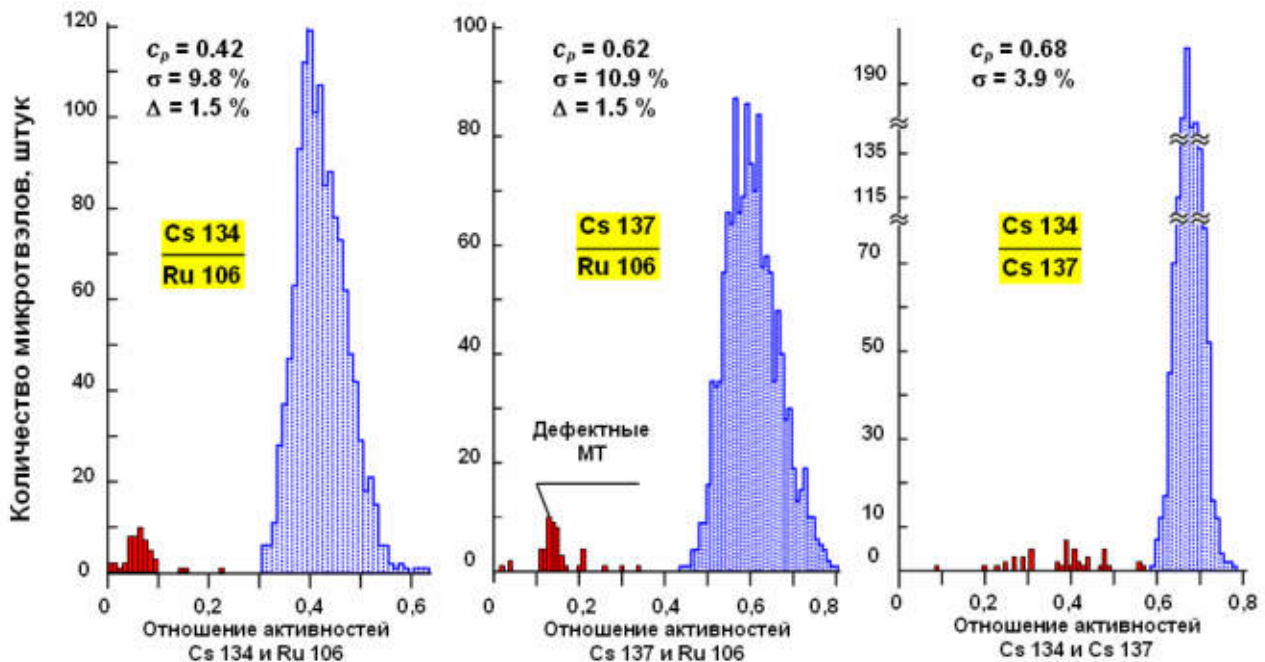 Количество микротвэлов. штук
120
100
80
60
40
20
0
0
0,2
0,4
0,6
c_p = 0.42
σ = 9.8 %
Δ = 1.5 %
Cs 134
Ru 106
Отношение активностей
Cs 134 и Ru 106
100
80
60
40
20
0
0
0,2
0,4
0,6
0,8
c_p = 0.62
σ = 10.9 %
Δ = 1.5 %
Cs 137
Ru 106
Дефектные
МТ
Отношение активностей
Cs 137 и Ru 106
190
135
115
70
50
30
10
0
0
0,2
0,4
0,6
0,8
c_p = 0.68
σ = 3.9 %
Cs 134
Cs 137
Отношение активностей
Cs 134 и Cs 137